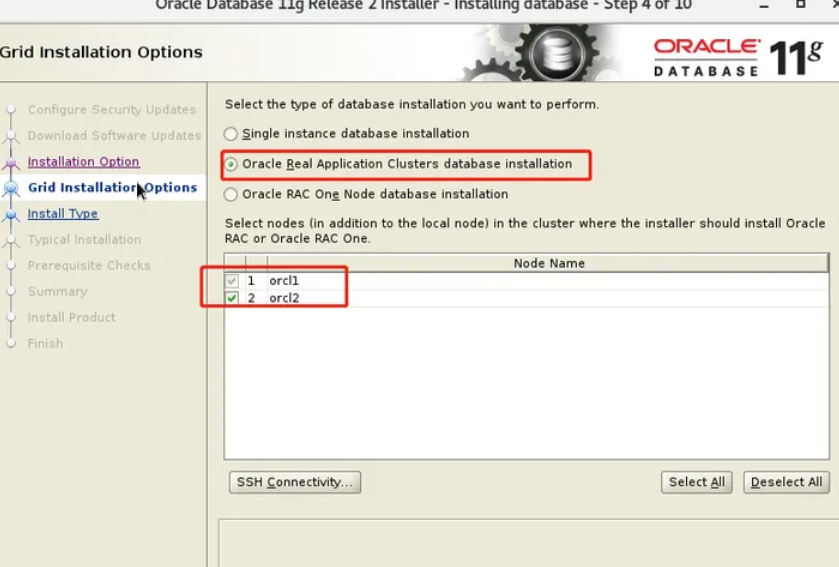 Oracle Database 11g Release 2 Installer - Installing database - Step 4 of 10
Grid Installation Options
ORACLE
DATABASE
11g
Configure Security Updates
Download Software Updates
Installation Option
Grid Installation Options
Install Type
Typical Installation
Prerequisite Checks
Summary
Install Product
Finish
Select the type of database installation you want to perform.
Single instance database installation
Oracle Real Application Clusters database installation
Oracle RAC One Node database installation
Select nodes (in addition to the local node) in the cluster where the installer should install Oracle
RAC or Oracle RAC One.
Node Name
1 orcl1
2 orcl2
SSH Connectivity...
Select All
Deselect All